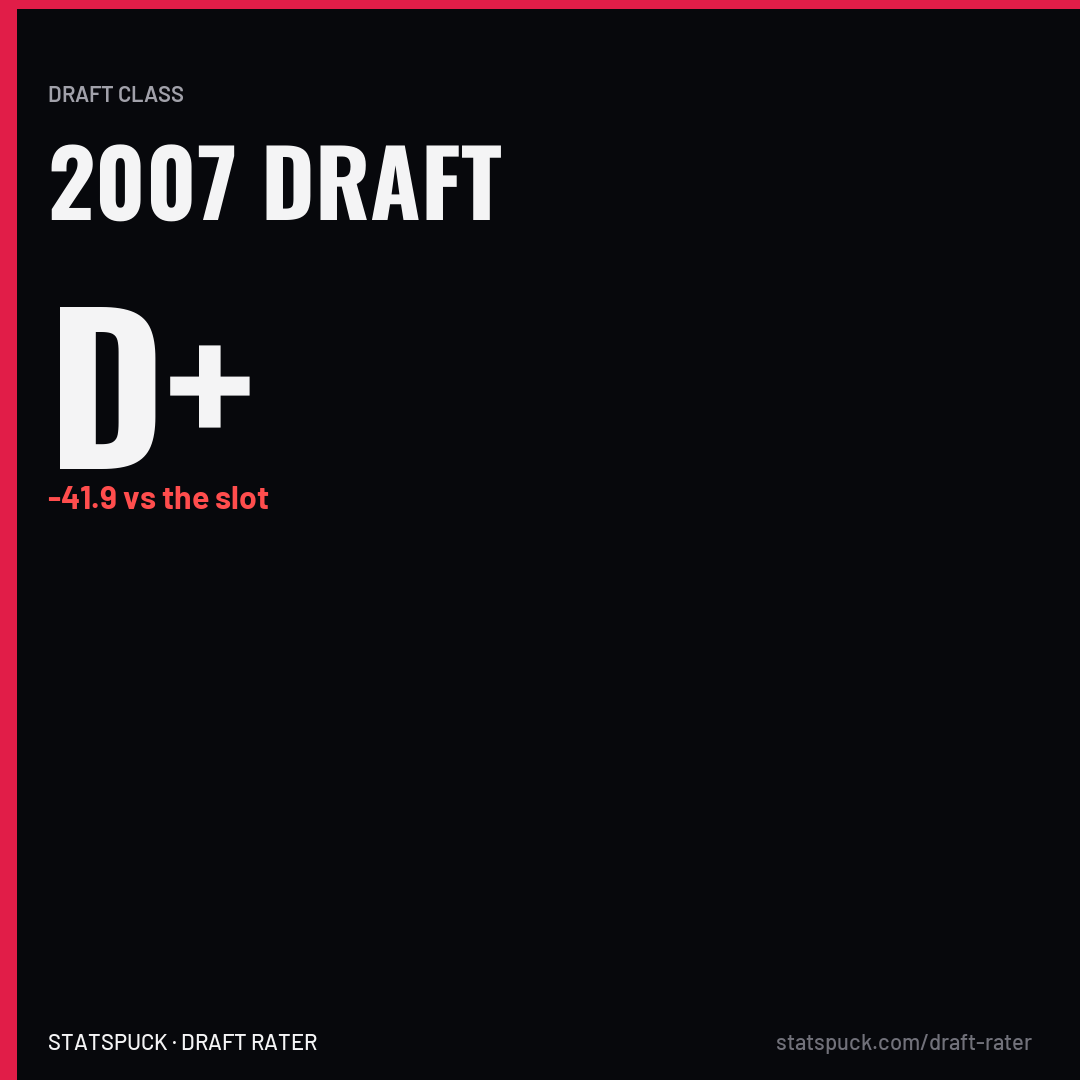 DRAFT CLASS
2007 DRAFT
D+
-41.9 vs the slot
STATSPUCK · DRAFT RATER
statspuck.com/draft-rater